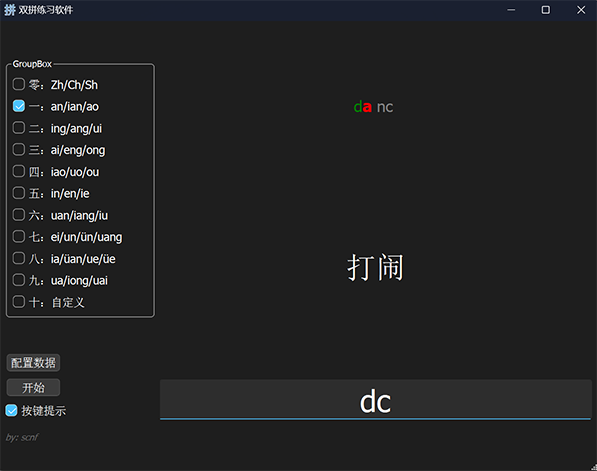 拼 双拼练习软件
GroupBox
零：Zh/Ch/Sh
一：an/ian/ao
二：ing/ang/ui
三：ai/eng/ong
四：iao/uo/ou
五：in/en/ie
六：uan/iang/iu
七：ei/un/ün/uang
八：ia/üan/ue/üe
九：ua/iong/uai
十：自定义
da nc
打闹
配置数据
开始
按键提示
dc
by: scnf